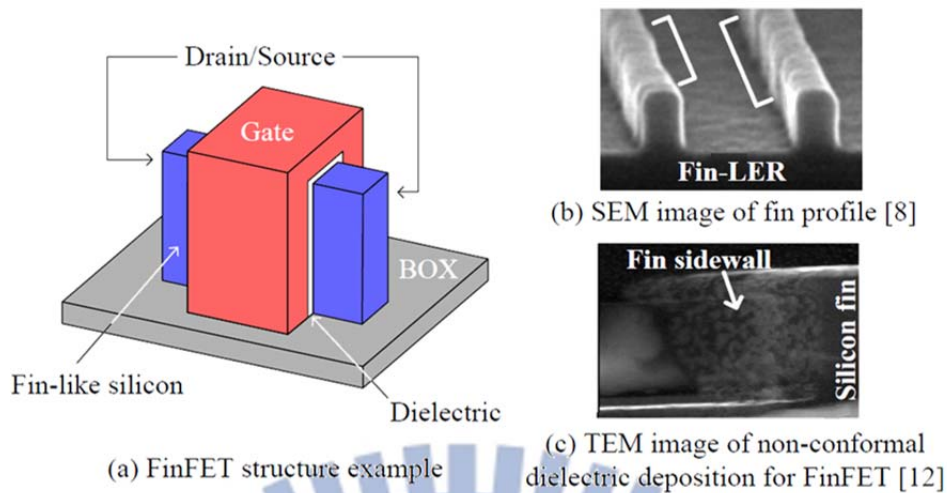 Drain/Source
Gate
BOX
Fin-like silicon
Dielectric
(a) FinFET structure example
Fin-LER
(b) SEM image of fin profile [8]
Fin sidewall
Silicon fin
(c) TEM image of non-conformal
dielectric deposition for FinFET [12]